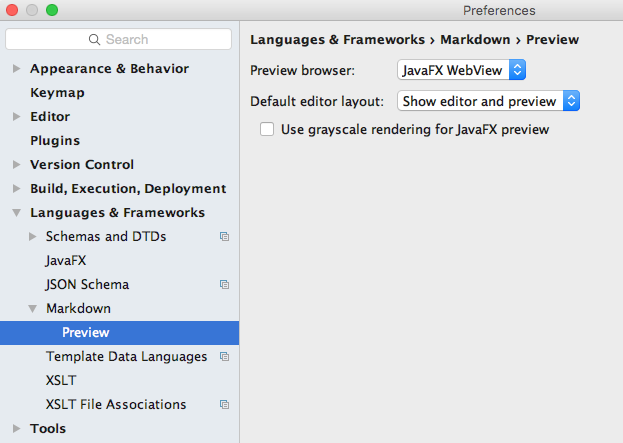 Preferences
Search
Appearance & Behavior
Keymap
Editor
Plugins
Version Control
Build, Execution, Deployment
Languages & Frameworks
Schemas and DTDs
JavaFX
JSON Schema
Markdown
Preview
Template Data Languages
XSLT
XSLT File Associations
Tools
Languages & Frameworks › Markdown › Preview
Preview browser: JavaFX WebView
Default editor layout: Show editor and preview
Use grayscale rendering for JavaFX preview